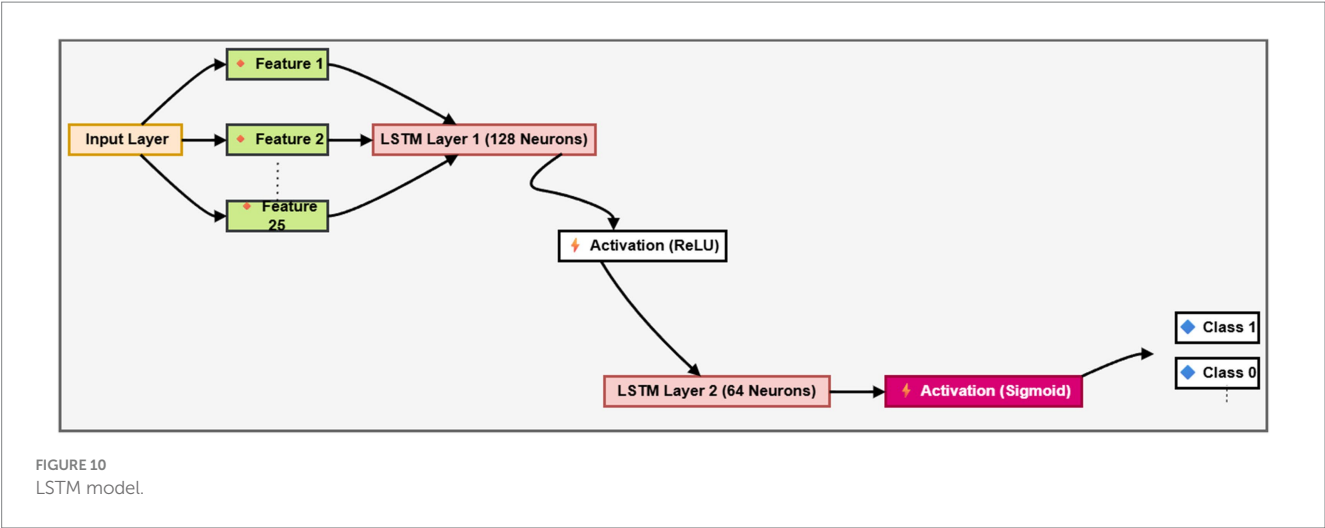 Feature 1
Input Layer
Feature 2
LSTM Layer 1 (128 Neurons)
Feature
25
Activation (ReLU)
Class 1
Class 0
LSTM Layer 2 (64 Neurons)
Activation (Sigmoid)
FIGURE 10
LSTM model.